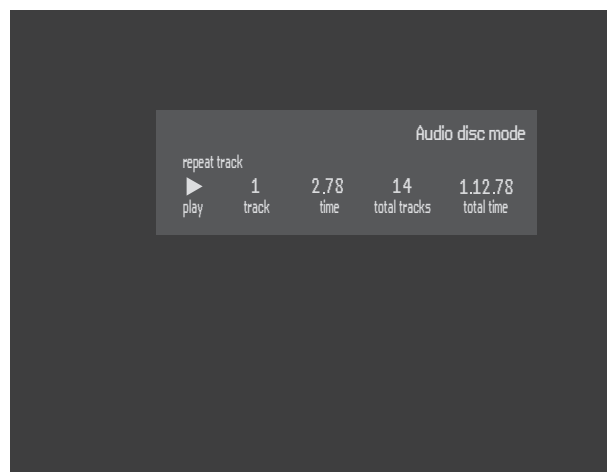 Audio disc mode
repeat track
1 2.78 14 1.12.78
play track time total tracks total time